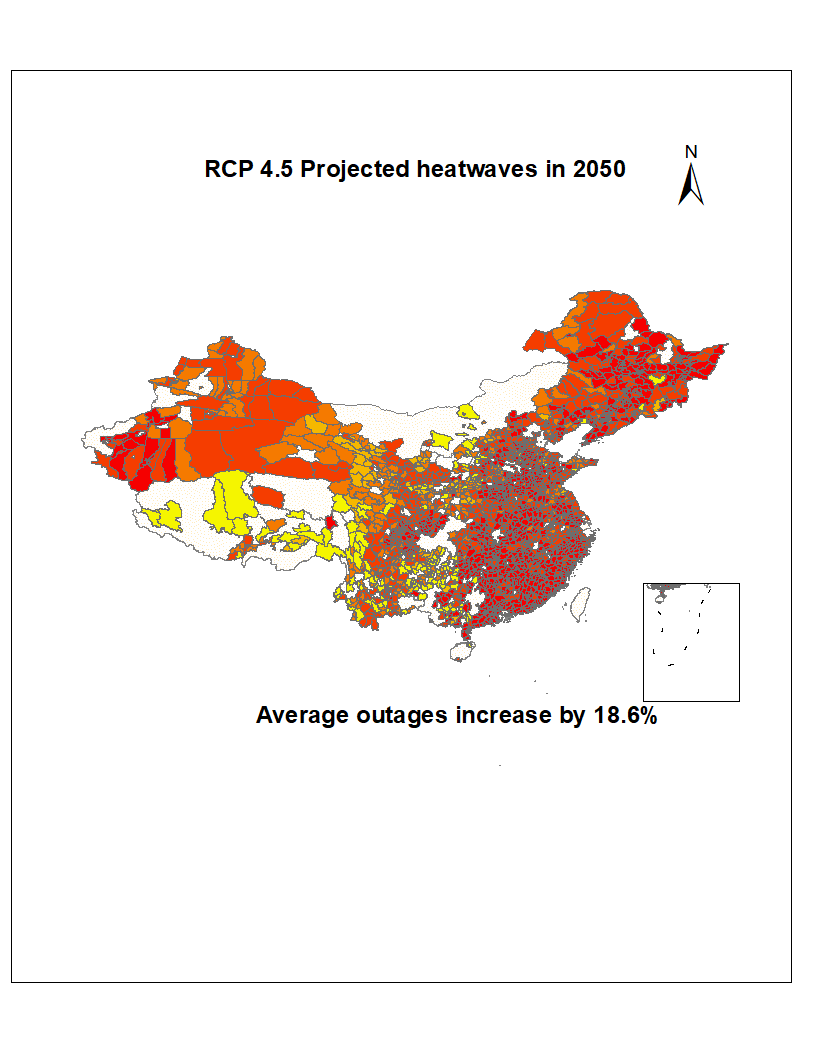 RCP 4.5 Projected heatwaves in 2050
N
Average outages increase by 18.6%